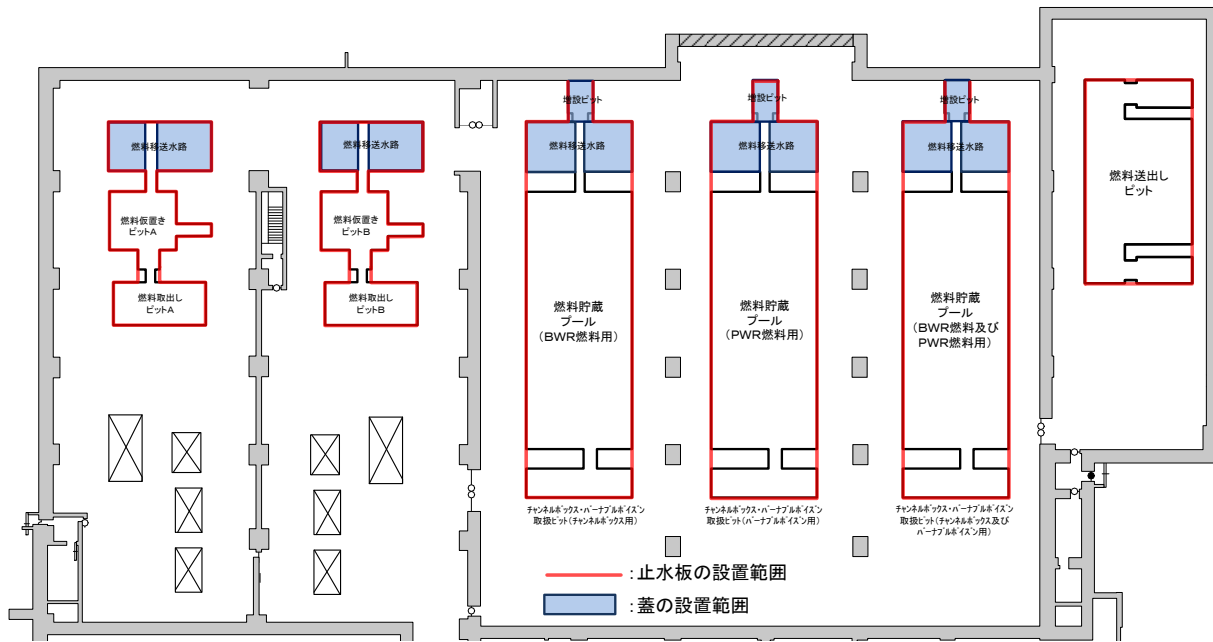 増設ピット
増設ピット
増設ピット
燃料移送水路
燃料移送水路
燃料移送水路
燃料移送水路
燃料移送水路
燃料送出し
ピット
燃料仮置き
ピットA
燃料仮置き
ピットB
燃料取出し
ピットA
燃料取出し
ピットB
燃料貯蔵
プール
(BWR燃料用)
燃料貯蔵
プール
(PWR燃料用)
燃料貯蔵
プール
(BWR燃料及び
PWR燃料用)
チャンネルボックス・バーナブルポイズン
取扱ピット(チャンネルボックス用)
チャンネルボックス・バーナブルポイズン
取扱ピット(バーナブルポイズン用)
チャンネルボックス・バーナブルポイズン
取扱ピット(チャンネルボックス及び
バーナブルポイズン用)
:止水板の設置範囲
:蓋の設置範囲